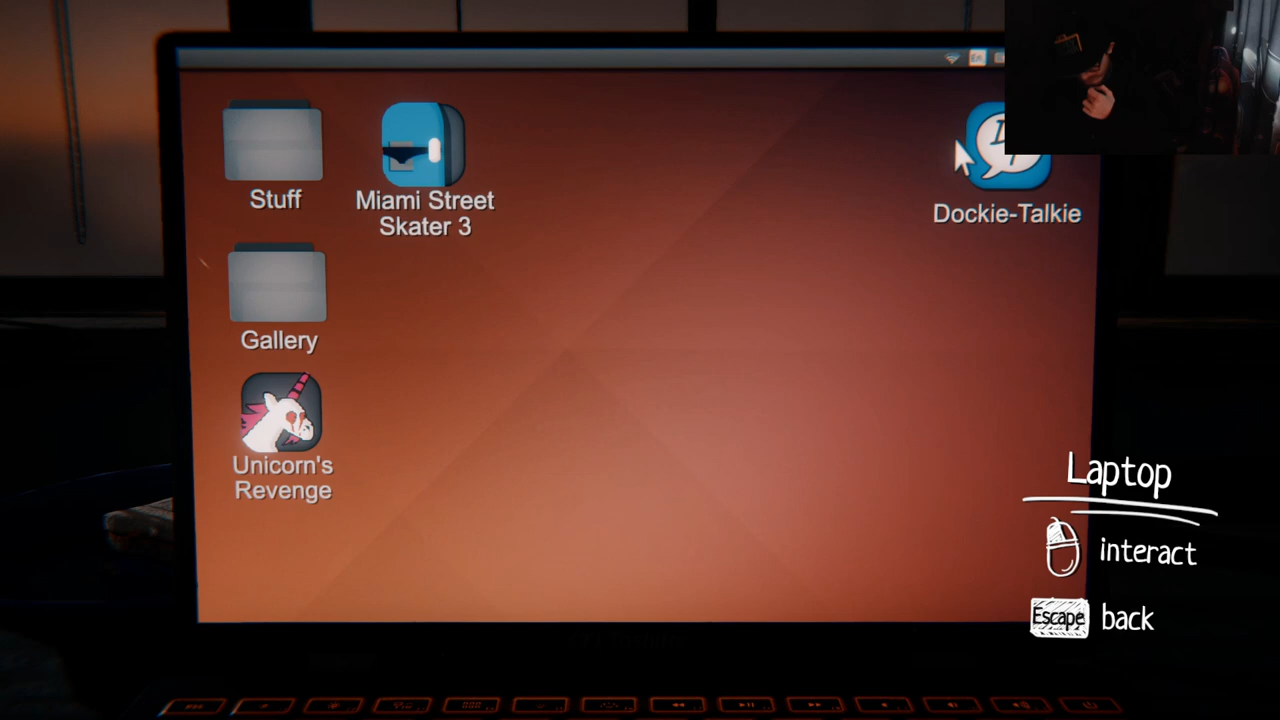 Stuff
Miami Street
Skater 3
Dockie-Talkie
Gallery
Unicorn's
Revenge
Laptop
interact
Escape back